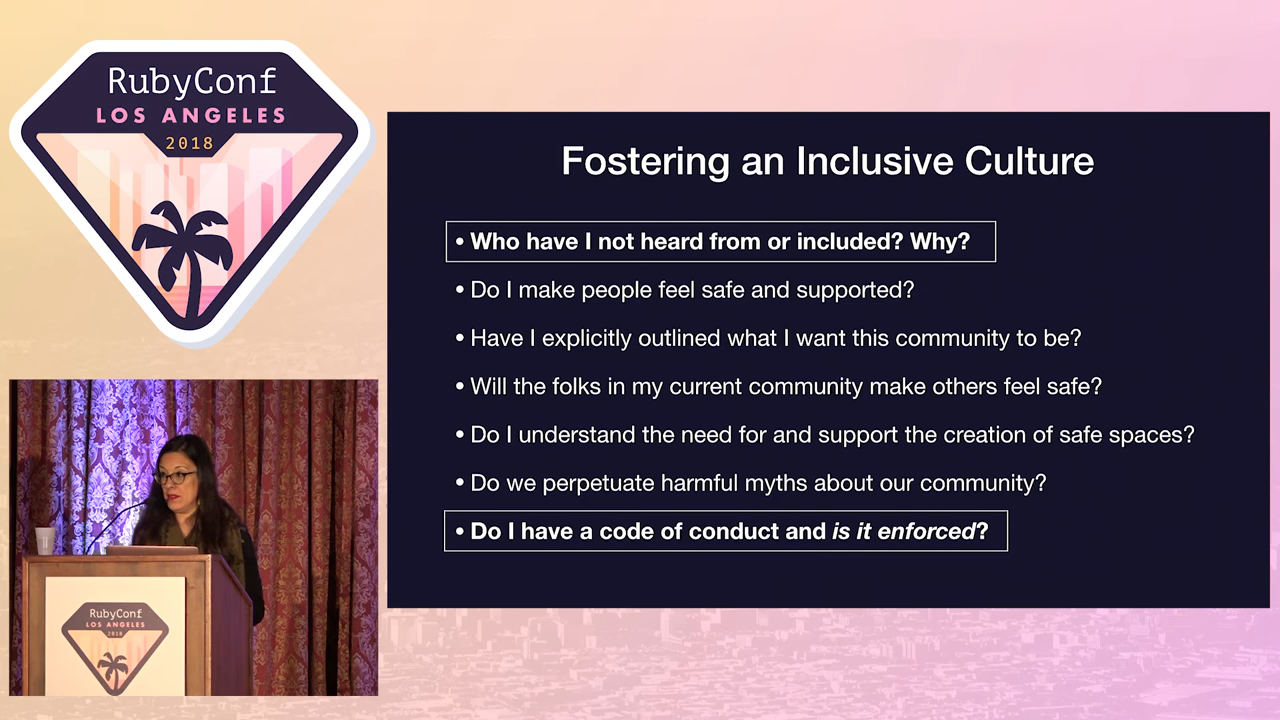 RubyConf
LOS ANGELES
2018
Fostering an Inclusive Culture
• Who have I not heard from or included? Why?
• Do I make people feel safe and supported?
• Have I explicitly outlined what I want this community to be?
• Will the folks in my current community make others feel safe?
• Do I understand the need for and support the creation of safe spaces?
• Do we perpetuate harmful myths about our community?
• Do I have a code of conduct and is it enforced?
RubyConf
LOS ANGELES
2018